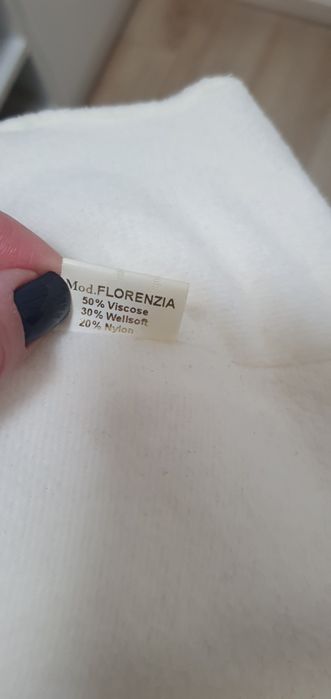 Mod.FLORENZIA
50% Viscose
30% Wellsoft
20% Nylon